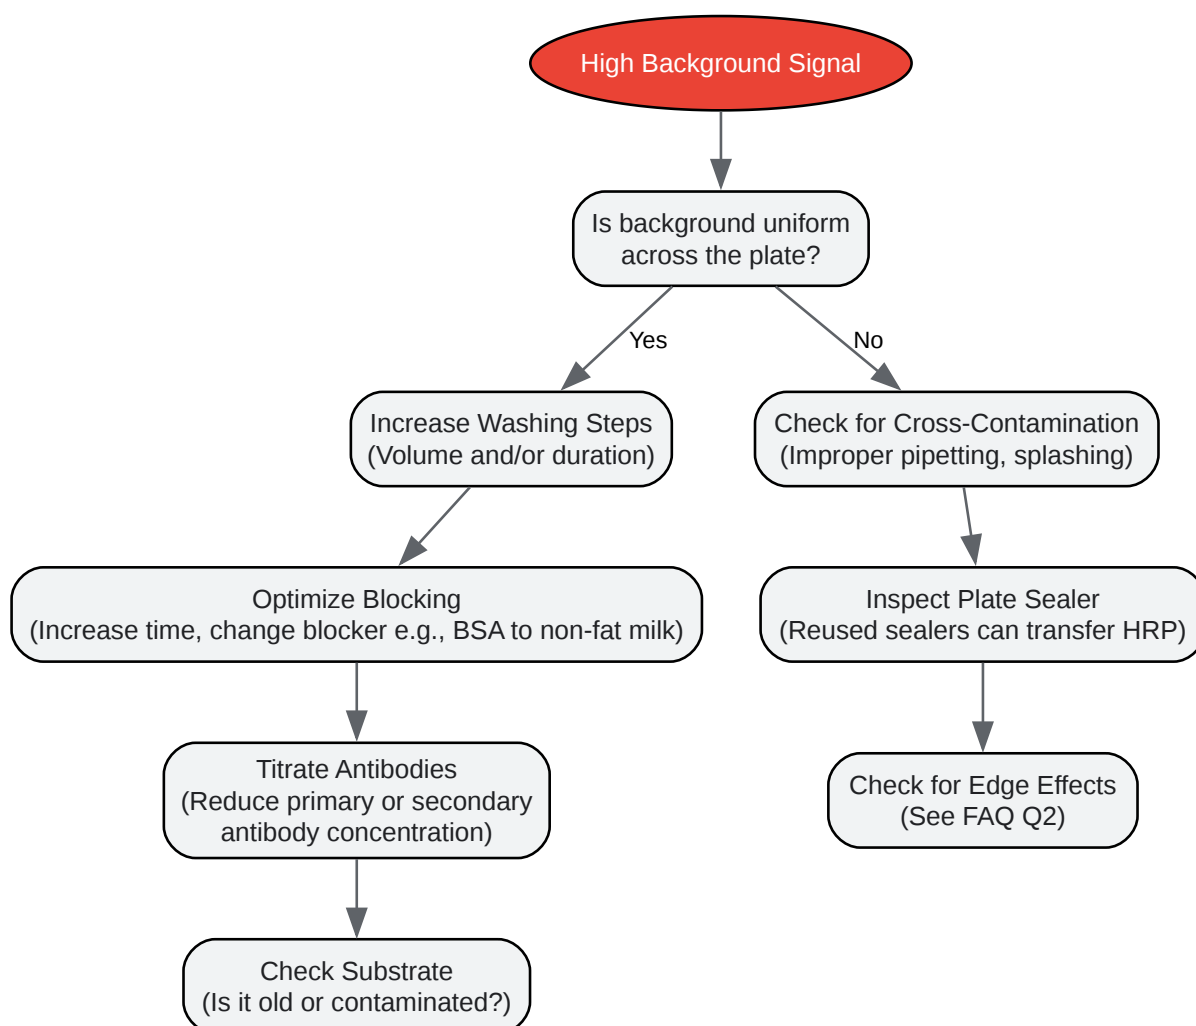 High Background Signal
Is background uniform
across the plate?
Yes
No
Increase Washing Steps
(Volume and/or duration)
Check for Cross-Contamination
(Improper pipetting, splashing)
Optimize Blocking
(Increase time, change blocker e.g., BSA to non-fat milk)
Inspect Plate Sealer
(Reused sealers can transfer HRP)
Titrate Antibodies
(Reduce primary or secondary
antibody concentration)
Check for Edge Effects
(See FAQ Q2)
Check Substrate
(Is it old or contaminated?)